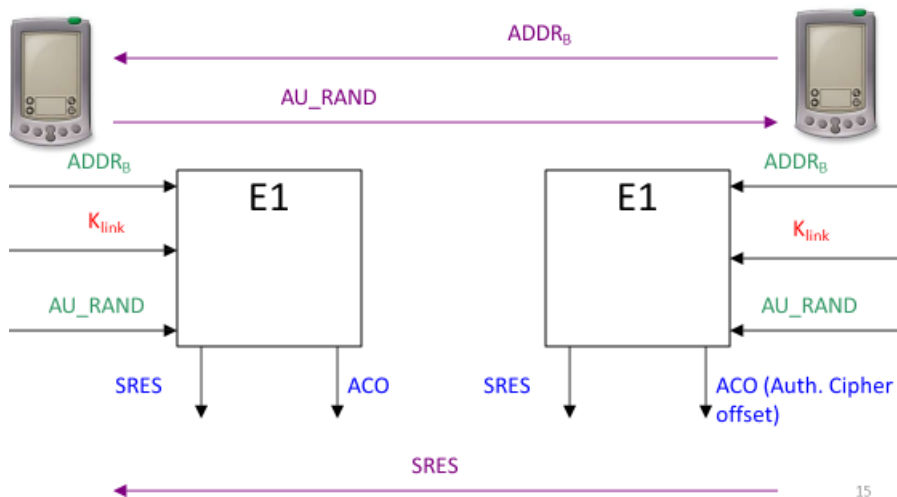 ADDR_B
AU_RAND
ADDR_B
E1
E1
ADDR_B
K_link
K_link
AU_RAND
AU_RAND
SRES
ACO
SRES
ACO (Auth. Cipher
offset)
SRES
15